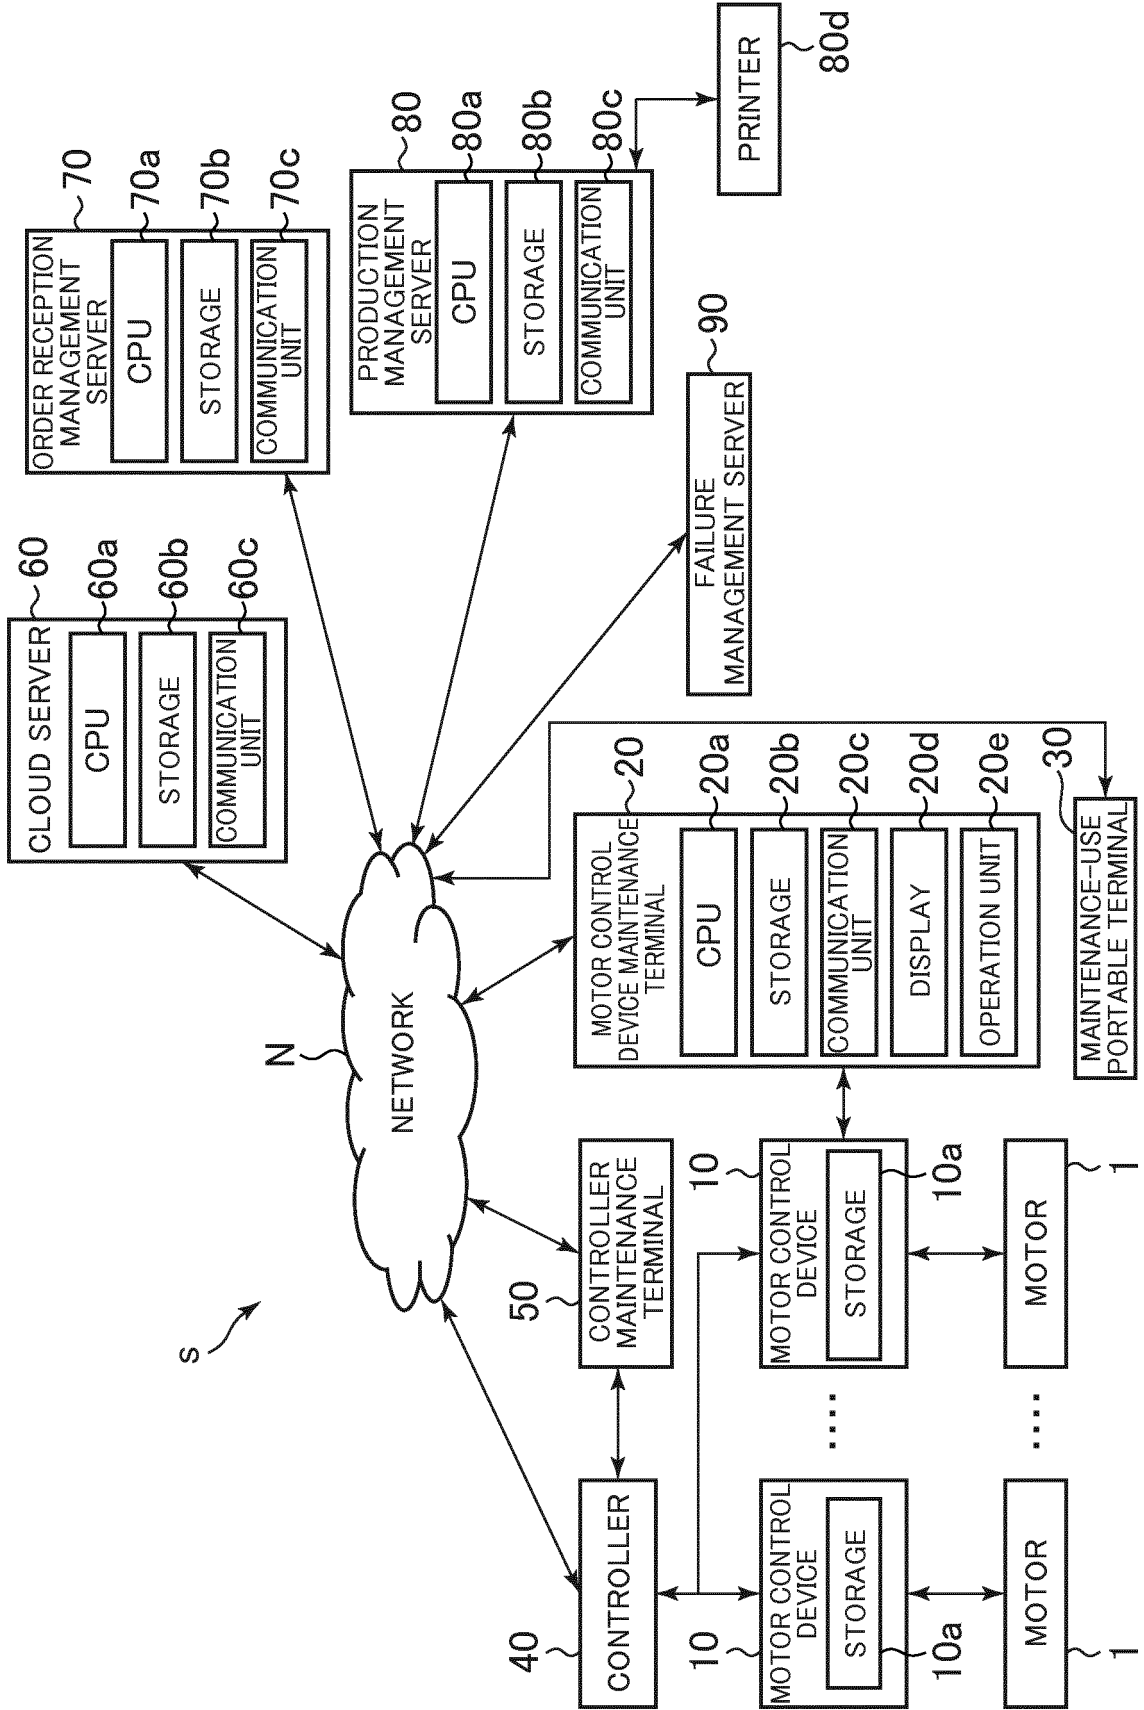 S
N
NETWORK
CLOUD SERVER
60
CPU
60a
STORAGE
60b
COMMUNICATION
UNIT
60c
ORDER RECEPTION
MANAGEMENT
SERVER
70
CPU
70a
STORAGE
70b
COMMUNICATION
UNIT
70c
PRODUCTION
MANAGEMENT
SERVER
80
CPU
80a
STORAGE
80b
COMMUNICATION
UNIT
80c
PRINTER
80d
FAILURE
MANAGEMENT SERVER
90
40
CONTROLLER
50
CONTROLLER
MAINTENANCE
TERMINAL
MOTOR CONTROL
DEVICE MAINTENANCE
TERMINAL
20
CPU
20a
STORAGE
20b
COMMUNICATION
UNIT
20c
DISPLAY
20d
OPERATION UNIT
20e
30
MAINTENANCE-USE
PORTABLE TERMINAL
10
MOTOR CONTROL
DEVICE
STORAGE
10a
....
10
MOTOR CONTROL
DEVICE
STORAGE
10a
MOTOR
1
....
MOTOR
1